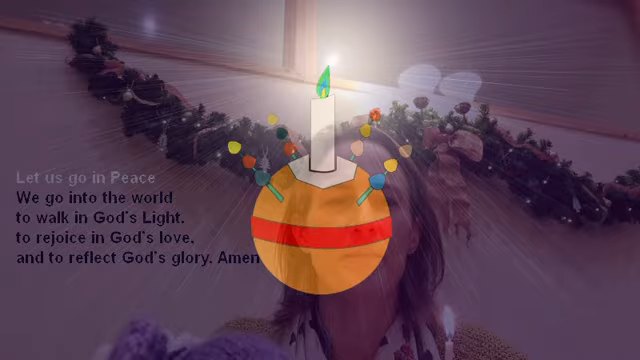 Let us go in Peace
We go into the world
to walk in God's Light.
to rejoice in God's love.
and to reflect God's glory. Amen